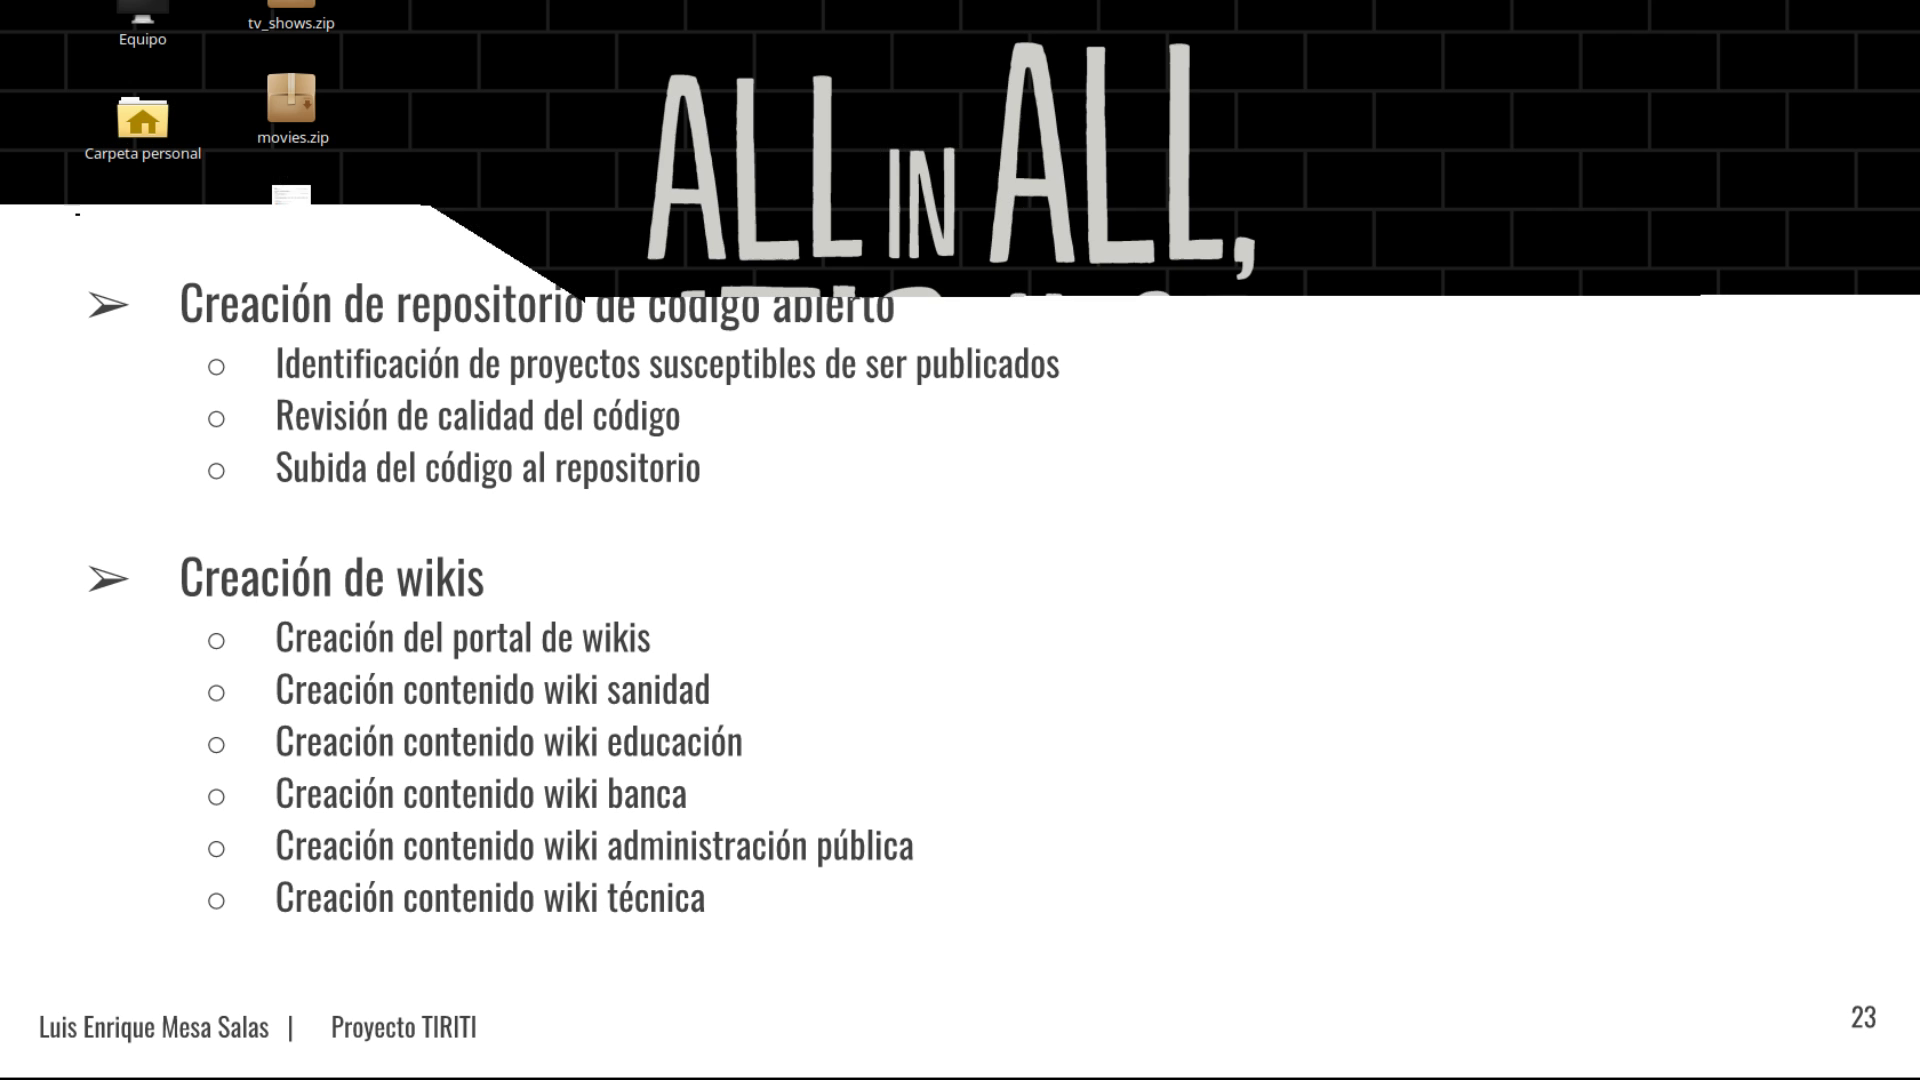 Equipo
tv_shows.zip
Carpeta personal
movies.zip
ALL IN ALL,
➢ Creación de repositorio de código abierto
○ Identificación de proyectos susceptibles de ser publicados
○ Revisión de calidad del código
○ Subida del código al repositorio
➢ Creación de wikis
○ Creación del portal de wikis
○ Creación contenido wiki sanidad
○ Creación contenido wiki educación
○ Creación contenido wiki banca
○ Creación contenido wiki administración pública
○ Creación contenido wiki técnica
Luis Enrique Mesa Salas | Proyecto TIRITI
23